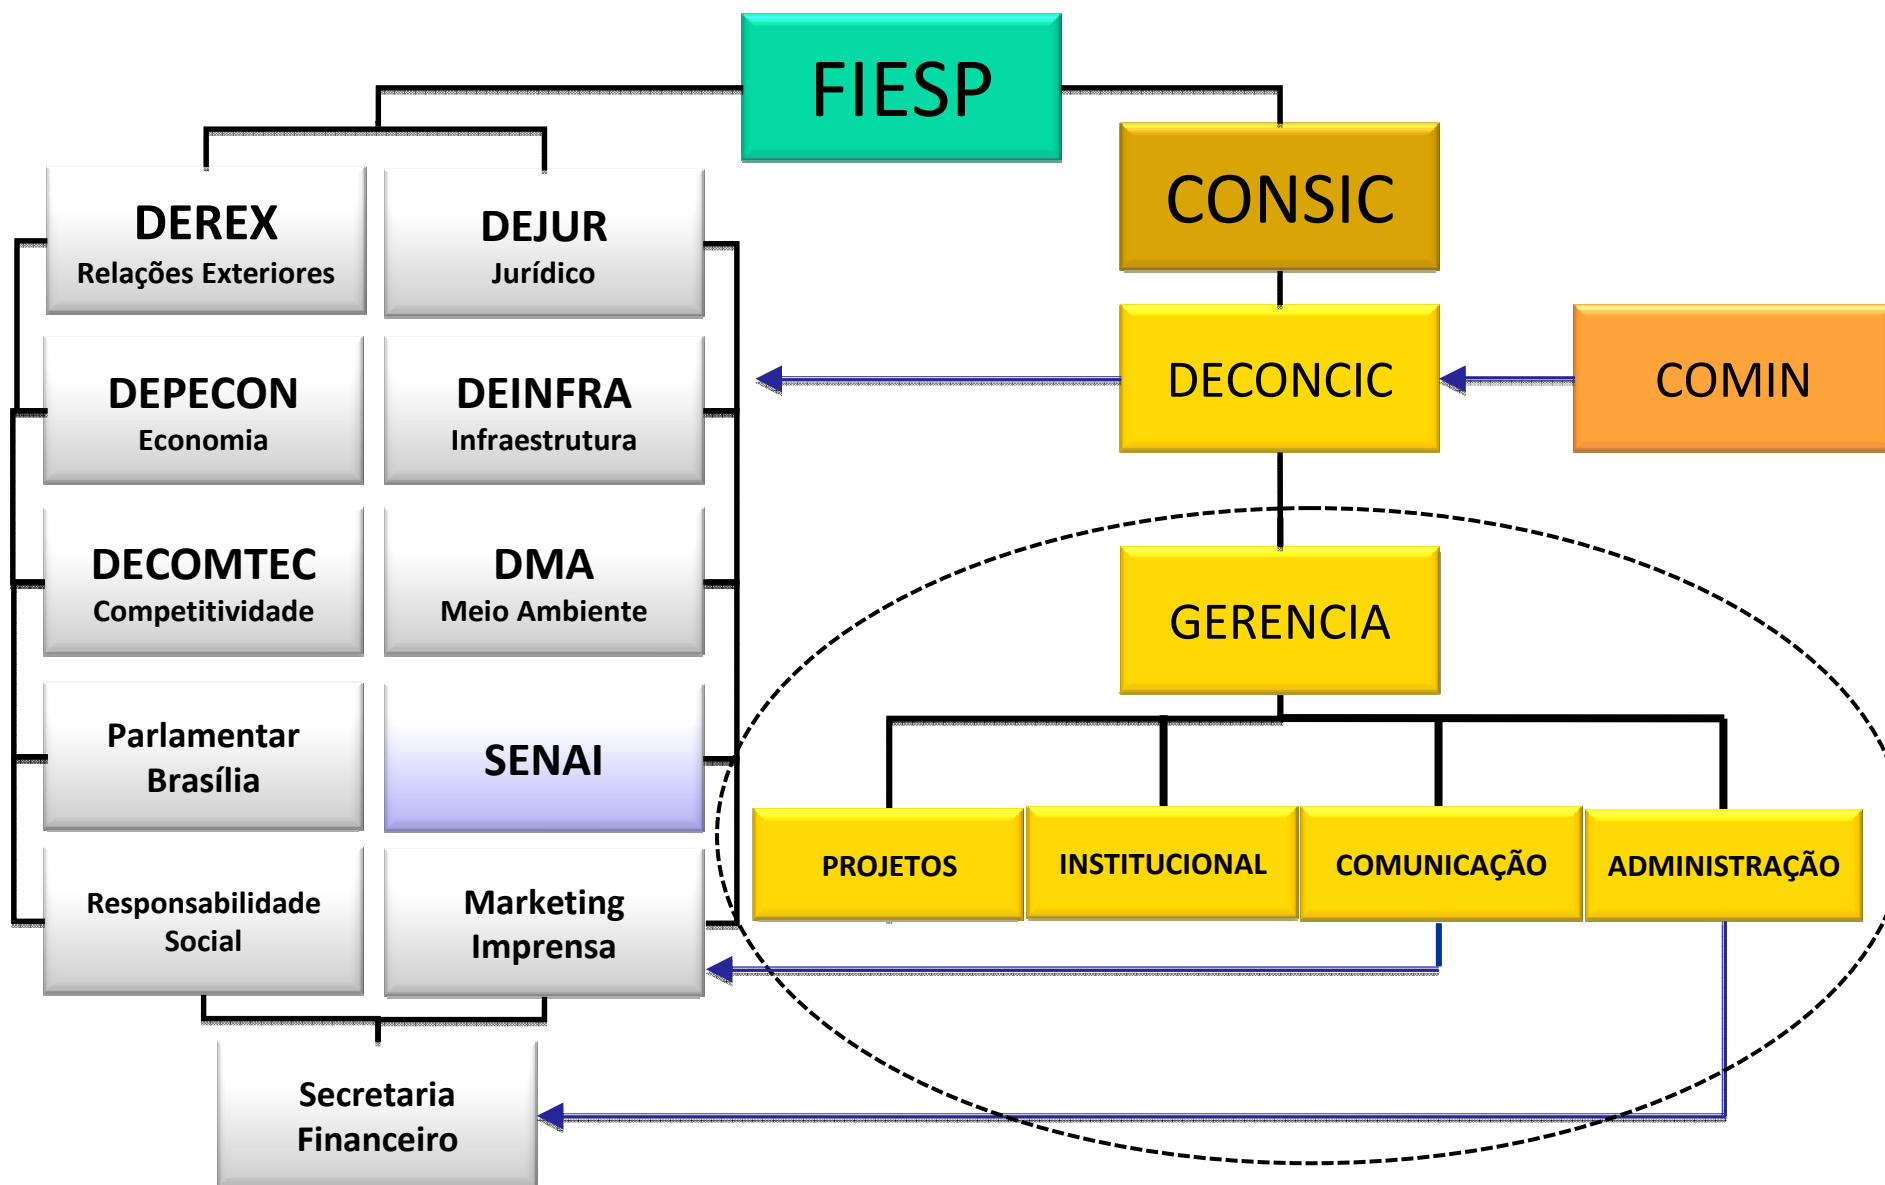 FIESP
CONSIC
DEREX
Relações Exteriores
DEJUR
Jurídico
DECONCIC
COMIN
DEPECON
Economia
DEINFRA
Infraestrutura
DECOMTEC
Competitividade
DMA
Meio Ambiente
GERENCIA
Parlamentar
Brasília
SENAI
PROJETOS
INSTITUCIONAL
COMUNICAÇÃO
ADMINISTRAÇÃO
Responsabilidade
Social
Marketing
Imprensa
Secretaria
Financeiro